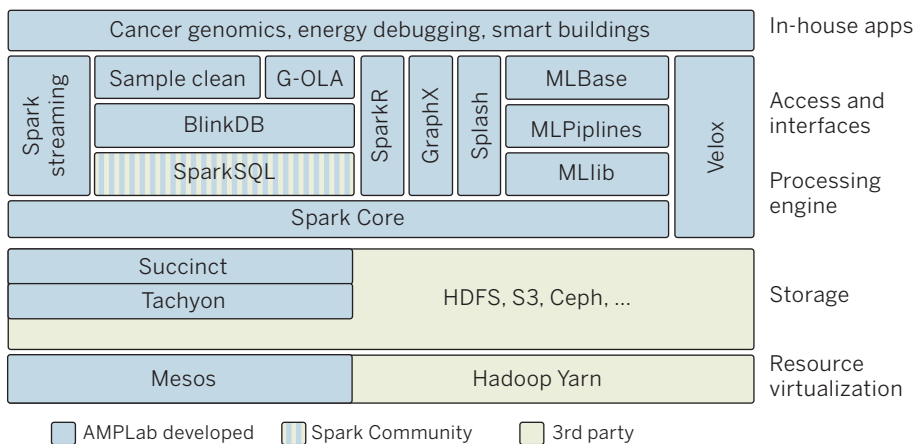 Cancer genomics, energy debugging, smart buildings
In-house apps
Spark
streaming
Sample clean
G-OLA
BlinkDB
SparkSQL
SparkR
GraphX
Splash
MLBase
MLPiplines
MLlib
Velox
Access and
interfaces
Spark Core
Processing
engine
Succinct
Tachyon
HDFS, S3, Ceph, ...
Storage
Mesos
Hadoop Yarn
Resource
virtualization
AMPLab developed
Spark Community
3rd party